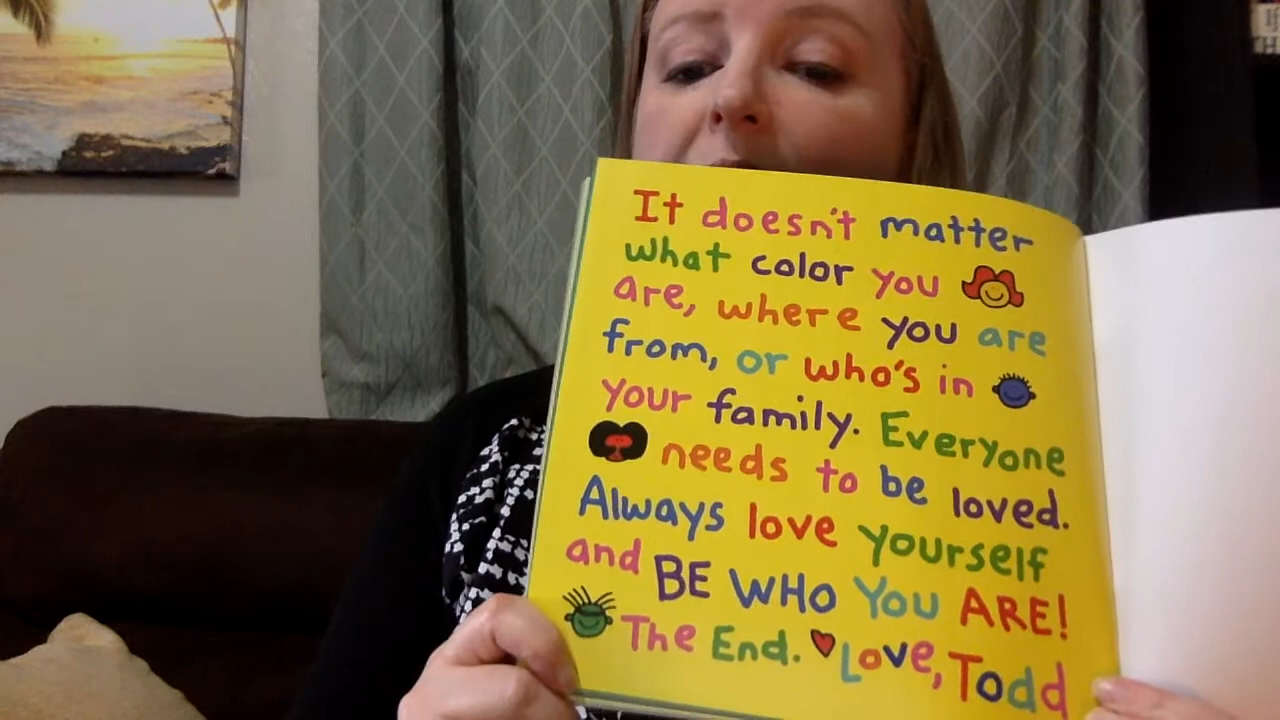 It doesn't matter
what color you
are, where you are
from, or who's in
your family. Everyone
needs to be loved.
Always love yourself
and BE WHO YOU ARE!
The End. Love, Todd